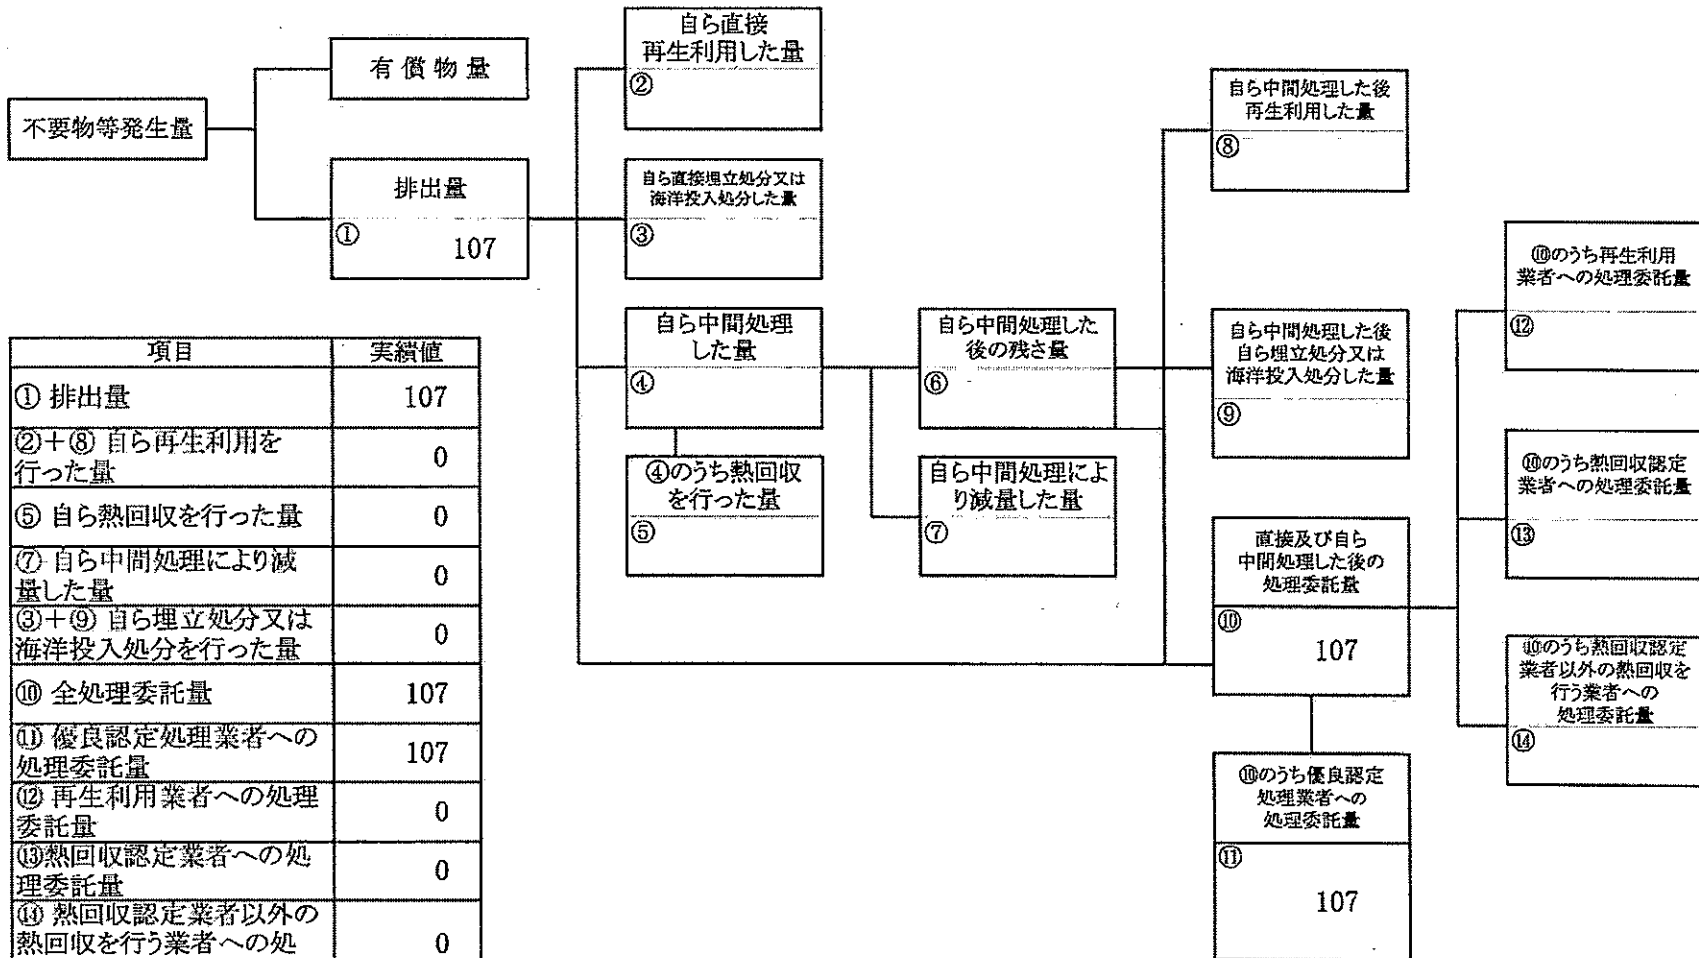 不要物等発生量
有償物量
排出量
①
107
自ら直接
再生利用した量
②
自ら直接埋立処分又は
海洋投入処分した量
③
自ら中間処理
した量
④
④のうち熱回収
を行った量
⑤
自ら中間処理した
後の残さ量
⑥
自ら中間処理によ
り減量した量
⑦
自ら中間処理した後
再生利用した量
⑧
自ら中間処理した後
自ら埋立処分又は
海洋投入処分した量
⑨
直接及び自ら
中間処理した後の
処理委託量
⑩
107
⑩のうち優良認定
処理業者への
処理委託量
⑪
107
⑩のうち再生利用
業者への処理委託量
⑫
⑩のうち熱回収認定
業者への処理委託量
⑬
⑩のうち熱回収認定
業者以外の熱回収を
行う業者への
処理委託量
⑭
項目 実績値
① 排出量 107
②+⑧ 自ら再生利用を
行った量 0
⑤ 自ら熱回収を行った量 0
⑦ 自ら中間処理により減
量した量 0
③+⑨ 自ら埋立処分又は
海洋投入処分を行った量 0
⑩ 全処理委託量 107
⑪ 優良認定処理業者への
処理委託量 107
⑫ 再生利用業者への処理
委託量 0
⑬熱回収認定業者への処
理委託量 0
⑭ 熱回収認定業者以外の
熱回収を行う業者への処 0